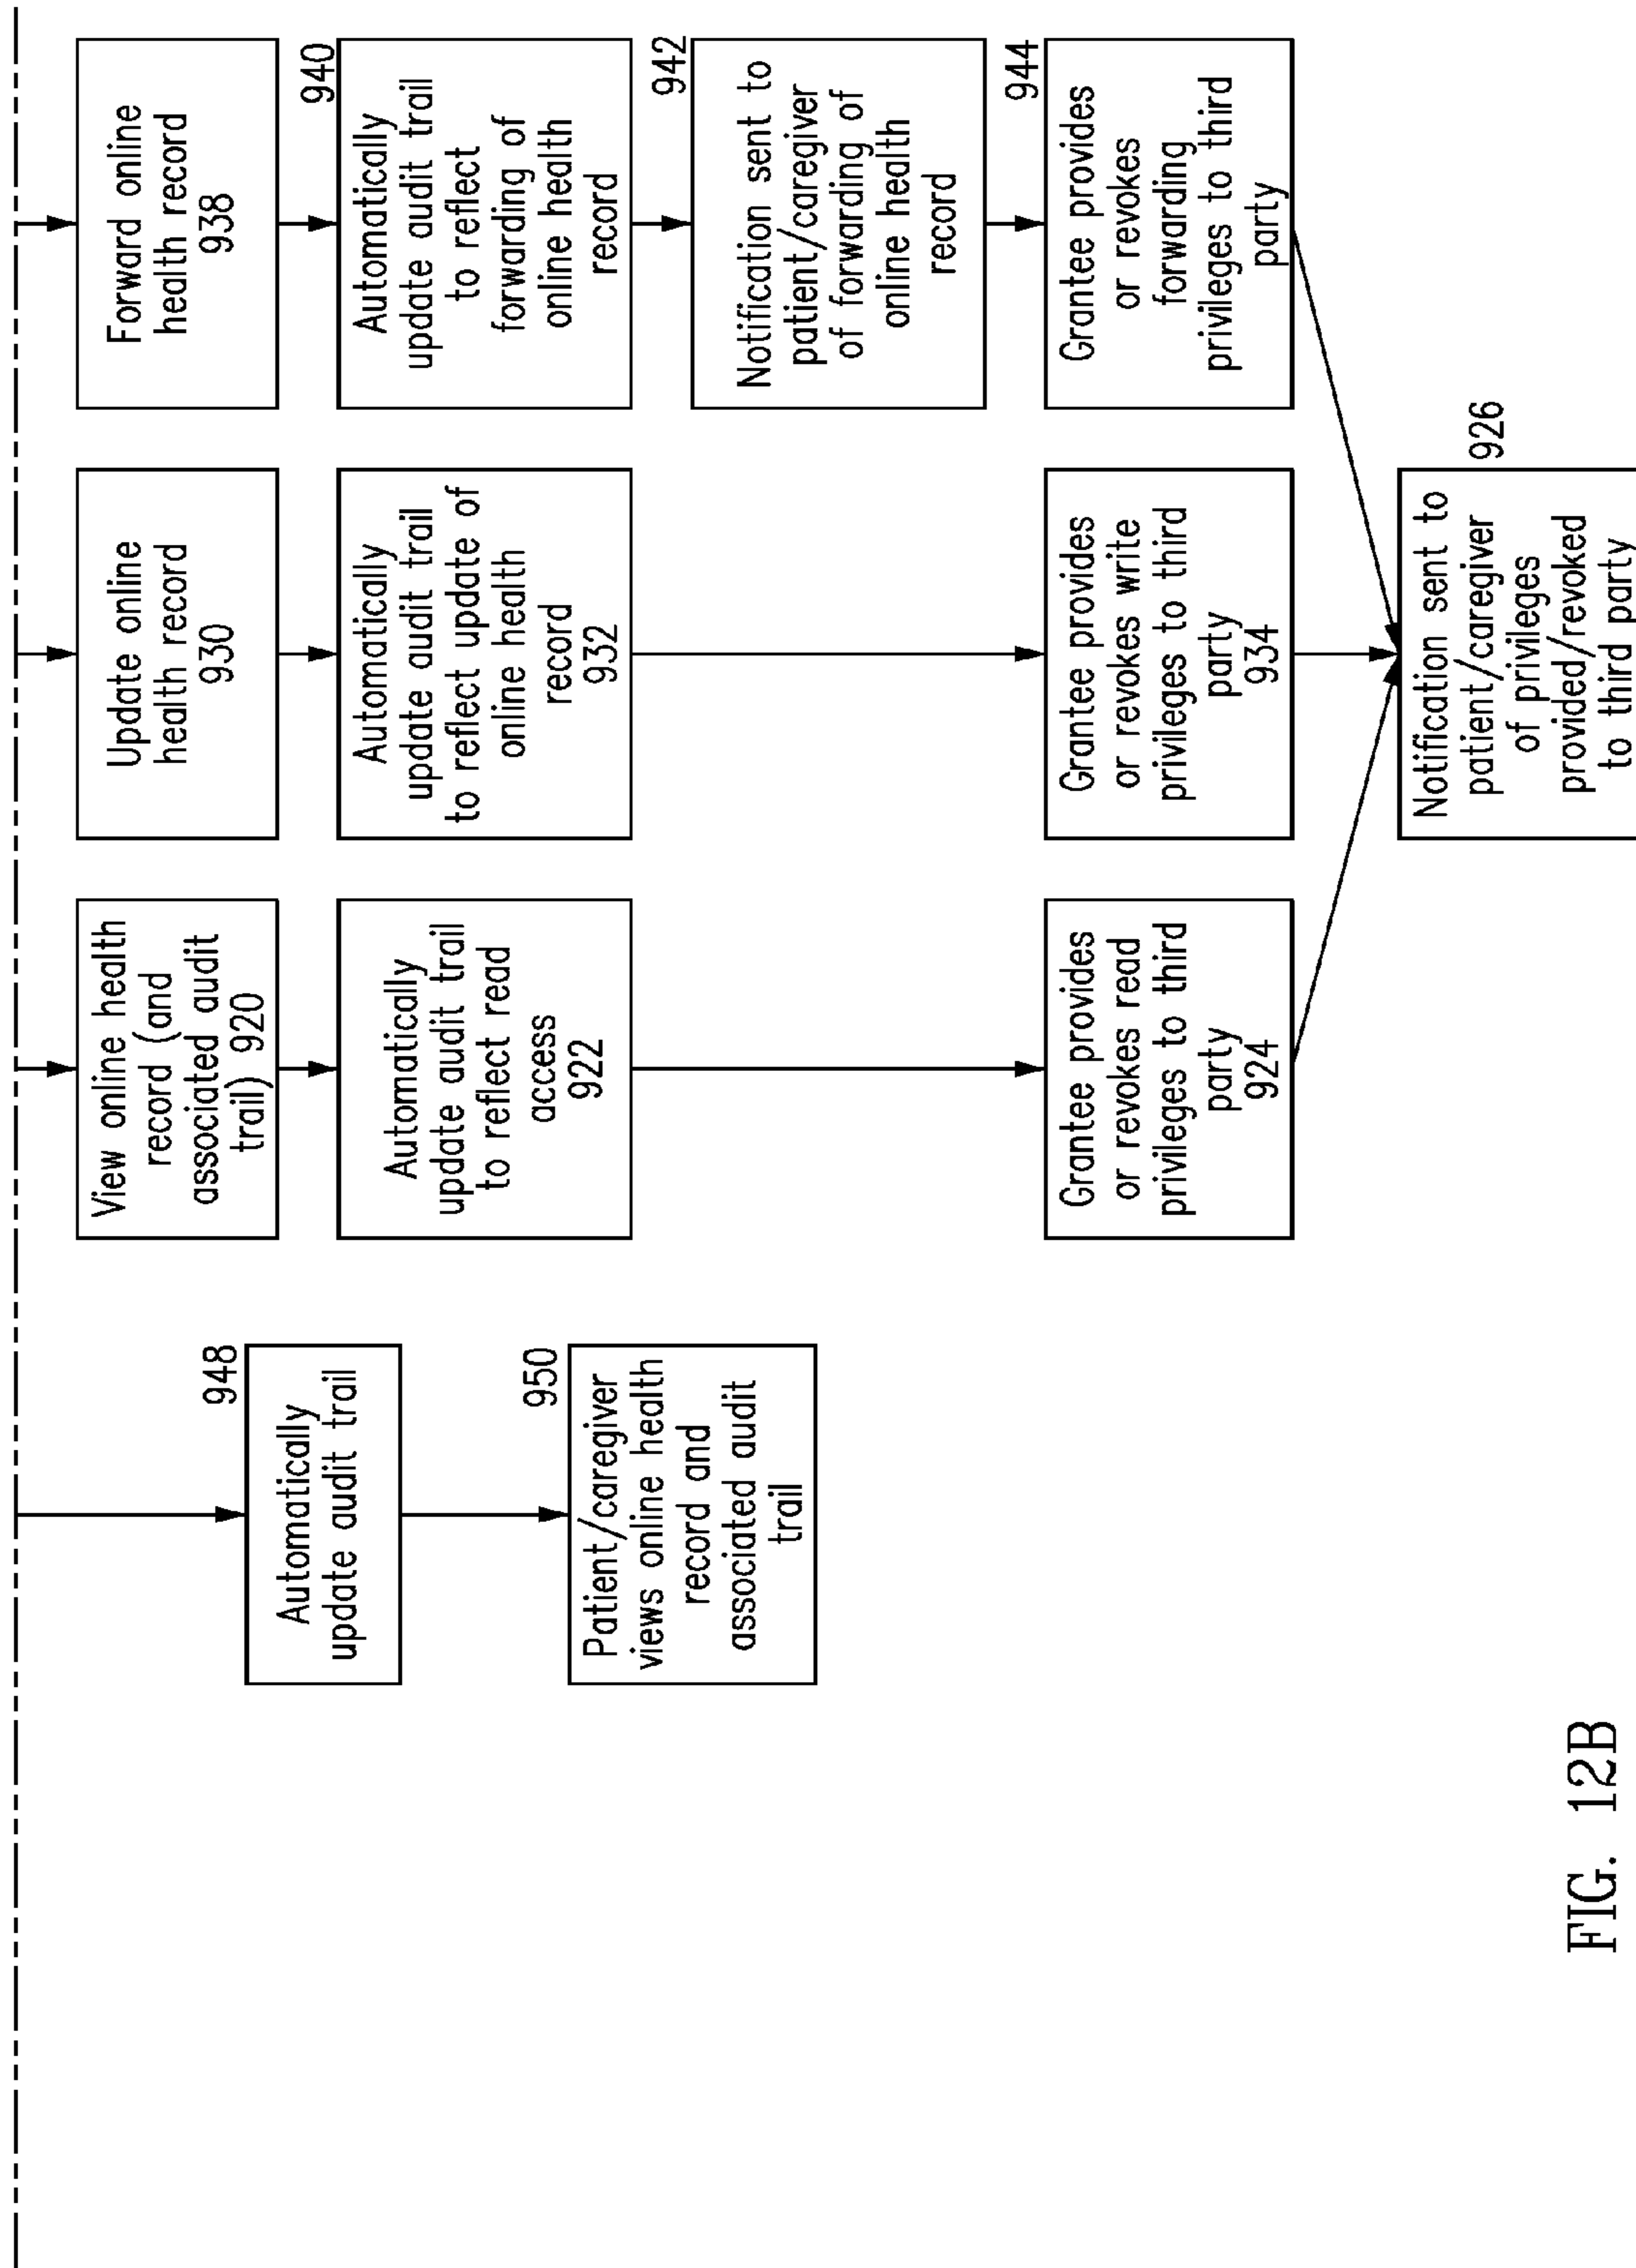 948
Automatically
update audit trail
950
Patient/caregiver
views online health
record and
associated audit
trail
View online health
record (and
associated audit
trail) 920
Automatically
update audit trail
to reflect read
access
922
Grantee provides
or revokes read
privileges to third
party
924
Update online
health record
930
Automatically
update audit trail
to reflect update of
online health
record
932
Grantee provides
or revokes write
privileges to third
party
934
Forward online
health record
938
940
Automatically
update audit trail
to reflect
forwarding of
online health
record
942
Notification sent to
patient/caregiver
of forwarding of
online health
record
944
Grantee provides
or revokes
forwarding
privileges to third
party
926
Notification sent to
patient/caregiver
of privileges
provided/revoked
to third party
FIG. 12B